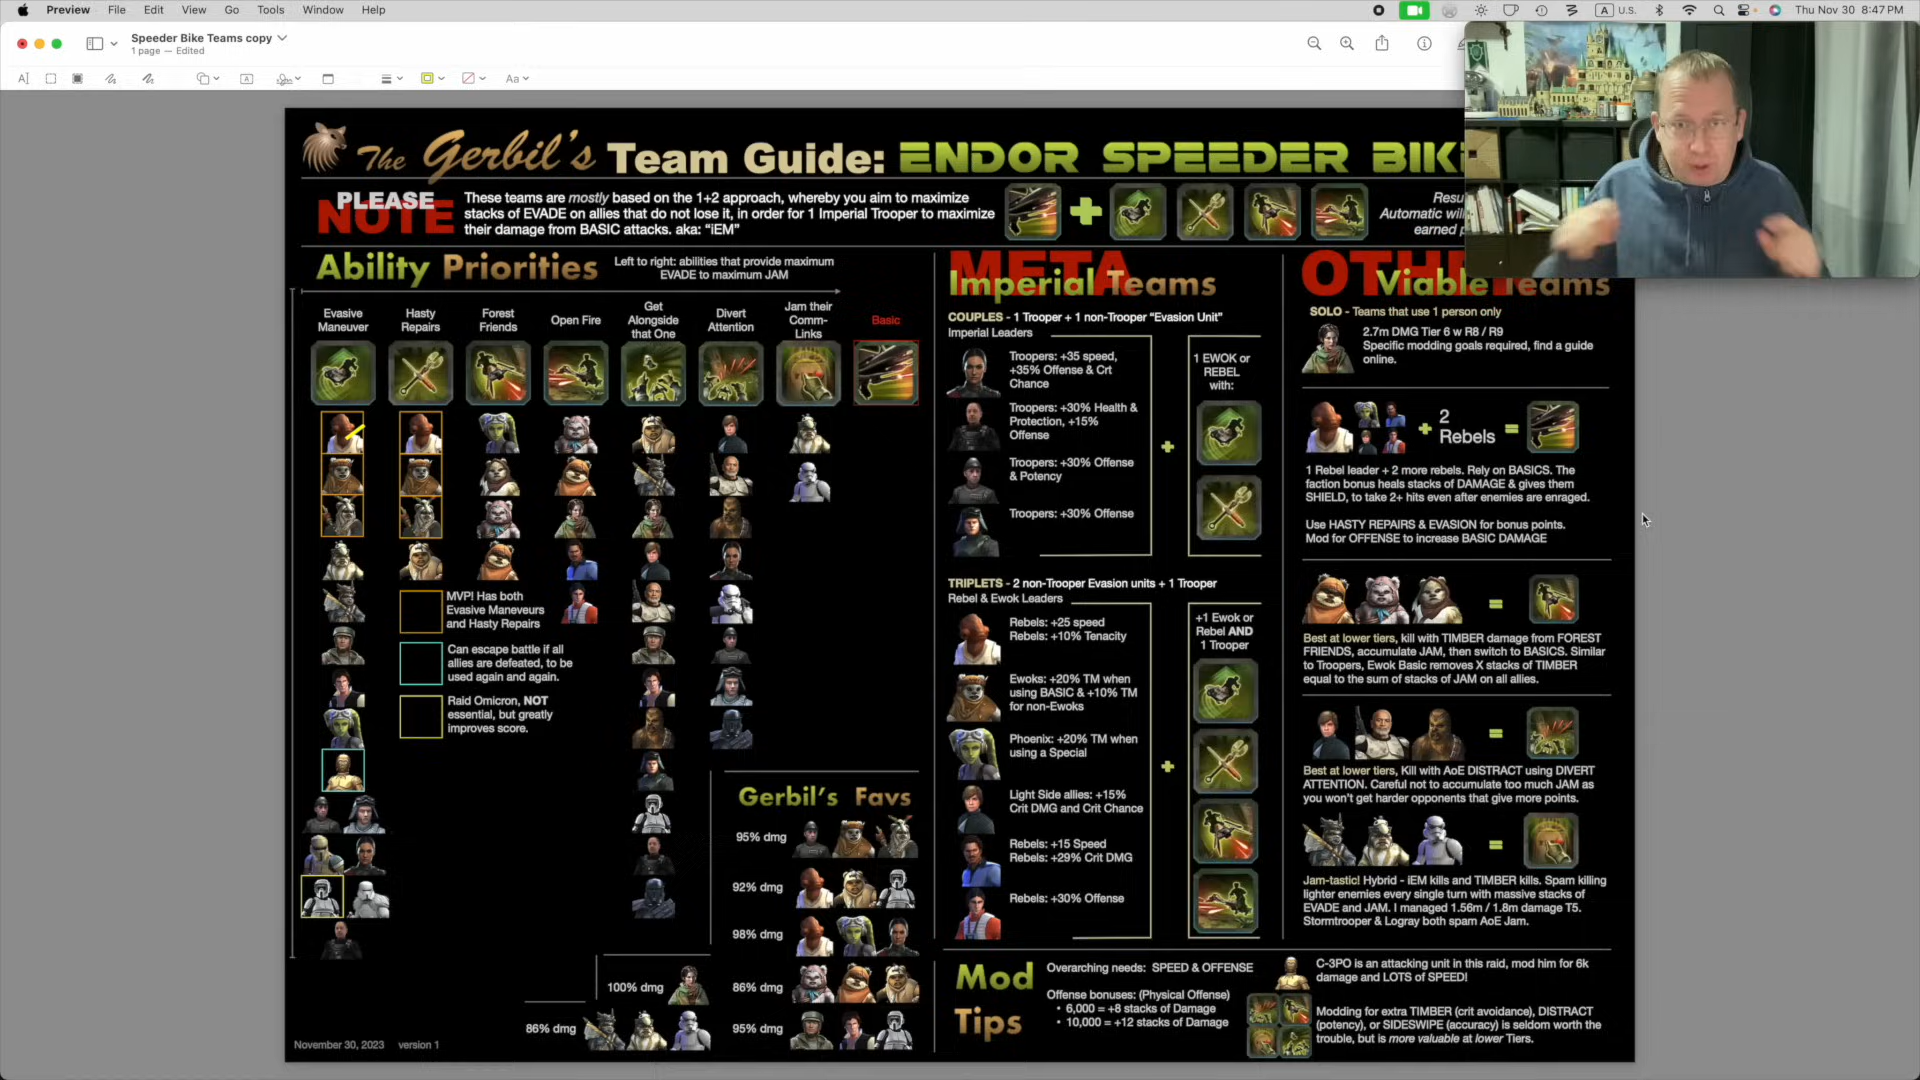 Preview File Edit View Go Tools Window Help
A U.S. Thu Nov 30 8:47 PM
Speeder Bike Teams copy
1 page — Edited
A Aa
The Gerbil's Team Guide: ENDOR SPEEDER
PLEASE NOTE
These teams are mostly based on the 1+2 approach, whereby you aim to maximize
stacks of EVADE on allies that do not lose it, in order for 1 Imperial Trooper to maximize
their damage from BASIC attacks. aka: "iEM"
Automatic
earned
Ability Priorities
Left to right: abilities that provide maximum
EVADE to maximum JAM
Evasive
Maneuver
Hasty
Repairs
Forest
Friends
Open Fire
Get
Alongside
that One
Divert
Attention
Jam their
Comm-
Links
Basic
MVP! Has both
Evasive Maneveurs
and Hasty Repairs
Can escape battle if all
allies are defeated, to be
used again and again.
Raid Omicron, NOT
essential, but greatly
improves score.
Gerbil's Favs
95% dmg
92% dmg
98% dmg
100% dmg
86% dmg
86% dmg
95% dmg
November 30, 2023 version 1
META
Imperial Teams
COUPLES - 1 Trooper + 1 non-Trooper "Evasion Unit"
Imperial Leaders
Troopers: +35 speed,
+35% Offense & Crt
Chance
Troopers: +30% Health &
Protection, +15%
Offense
Troopers: +30% Offense
& Potency
Troopers: +30% Offense
1 EWOK or
REBEL
with:
TRIPLETS - 2 non-Trooper Evasion units + 1 Trooper
Rebel & Ewok Leaders
Rebels: +25 speed
Rebels: +10% Tenacity
Ewoks: +20% TM when
using BASIC & +10% TM
for non-Ewoks
Phoenix: +20% TM when
using a Special
Light Side allies: +15%
Crit DMG and Crit Chance
Rebels: +15 Speed
Rebels: +29% Crit DMG
Rebels: +30% Offense
+1 Ewok or
Rebel AND
1 Trooper
Viable Teams
SOLO - Teams that use 1 person only
2.7m DMG Tier 6 w R8 / R9
Specific modding goals required, find a guide
online.
+ 2
Rebels =
1 Rebel leader + 2 more rebels. Rely on BASICS. The
faction bonus heals stacks of DAMAGE & gives them
SHIELD, to take 2+ hits even after enemies are enraged.
Use HASTY REPAIRS & EVASION for bonus points.
Mod for OFFENSE to increase BASIC DAMAGE
=
Best at lower tiers, kill with TIMBER damage from FOREST
FRIENDS, accumulate JAM, then switch to BASICS. Similar
to Troopers, Ewok Basic removes X stacks of TIMBER
equal to the sum of stacks of JAM on all allies.
=
Best at lower tiers, Kill with AoE DISTRACT using DIVERT
ATTENTION. Careful not to accumulate too much JAM as
you won't get harder opponents that give more points.
=
Jam-tastic! Hybrid - iEM kills and TIMBER kills. Spam killing
lighter enemies every single turn with massive stacks of
EVADE and JAM. I managed 1.56m / 1.8m damage T5.
Stormtrooper & Logray both spam AoE Jam.
Mod Tips
Overarching needs: SPEED & OFFENSE
Offense bonuses: (Physical Offense)
• 6,000 = +8 stacks of Damage
• 10,000 = +12 stacks of Damage
C-3PO is an attacking unit in this raid, mod him for 6k
damage and LOTS of SPEED!
Modding for extra TIMBER (crit avoidance), DISTRACT
(potency), or SIDESWIPE (accuracy) is seldom worth the
trouble, but is more valuable at lower Tiers.